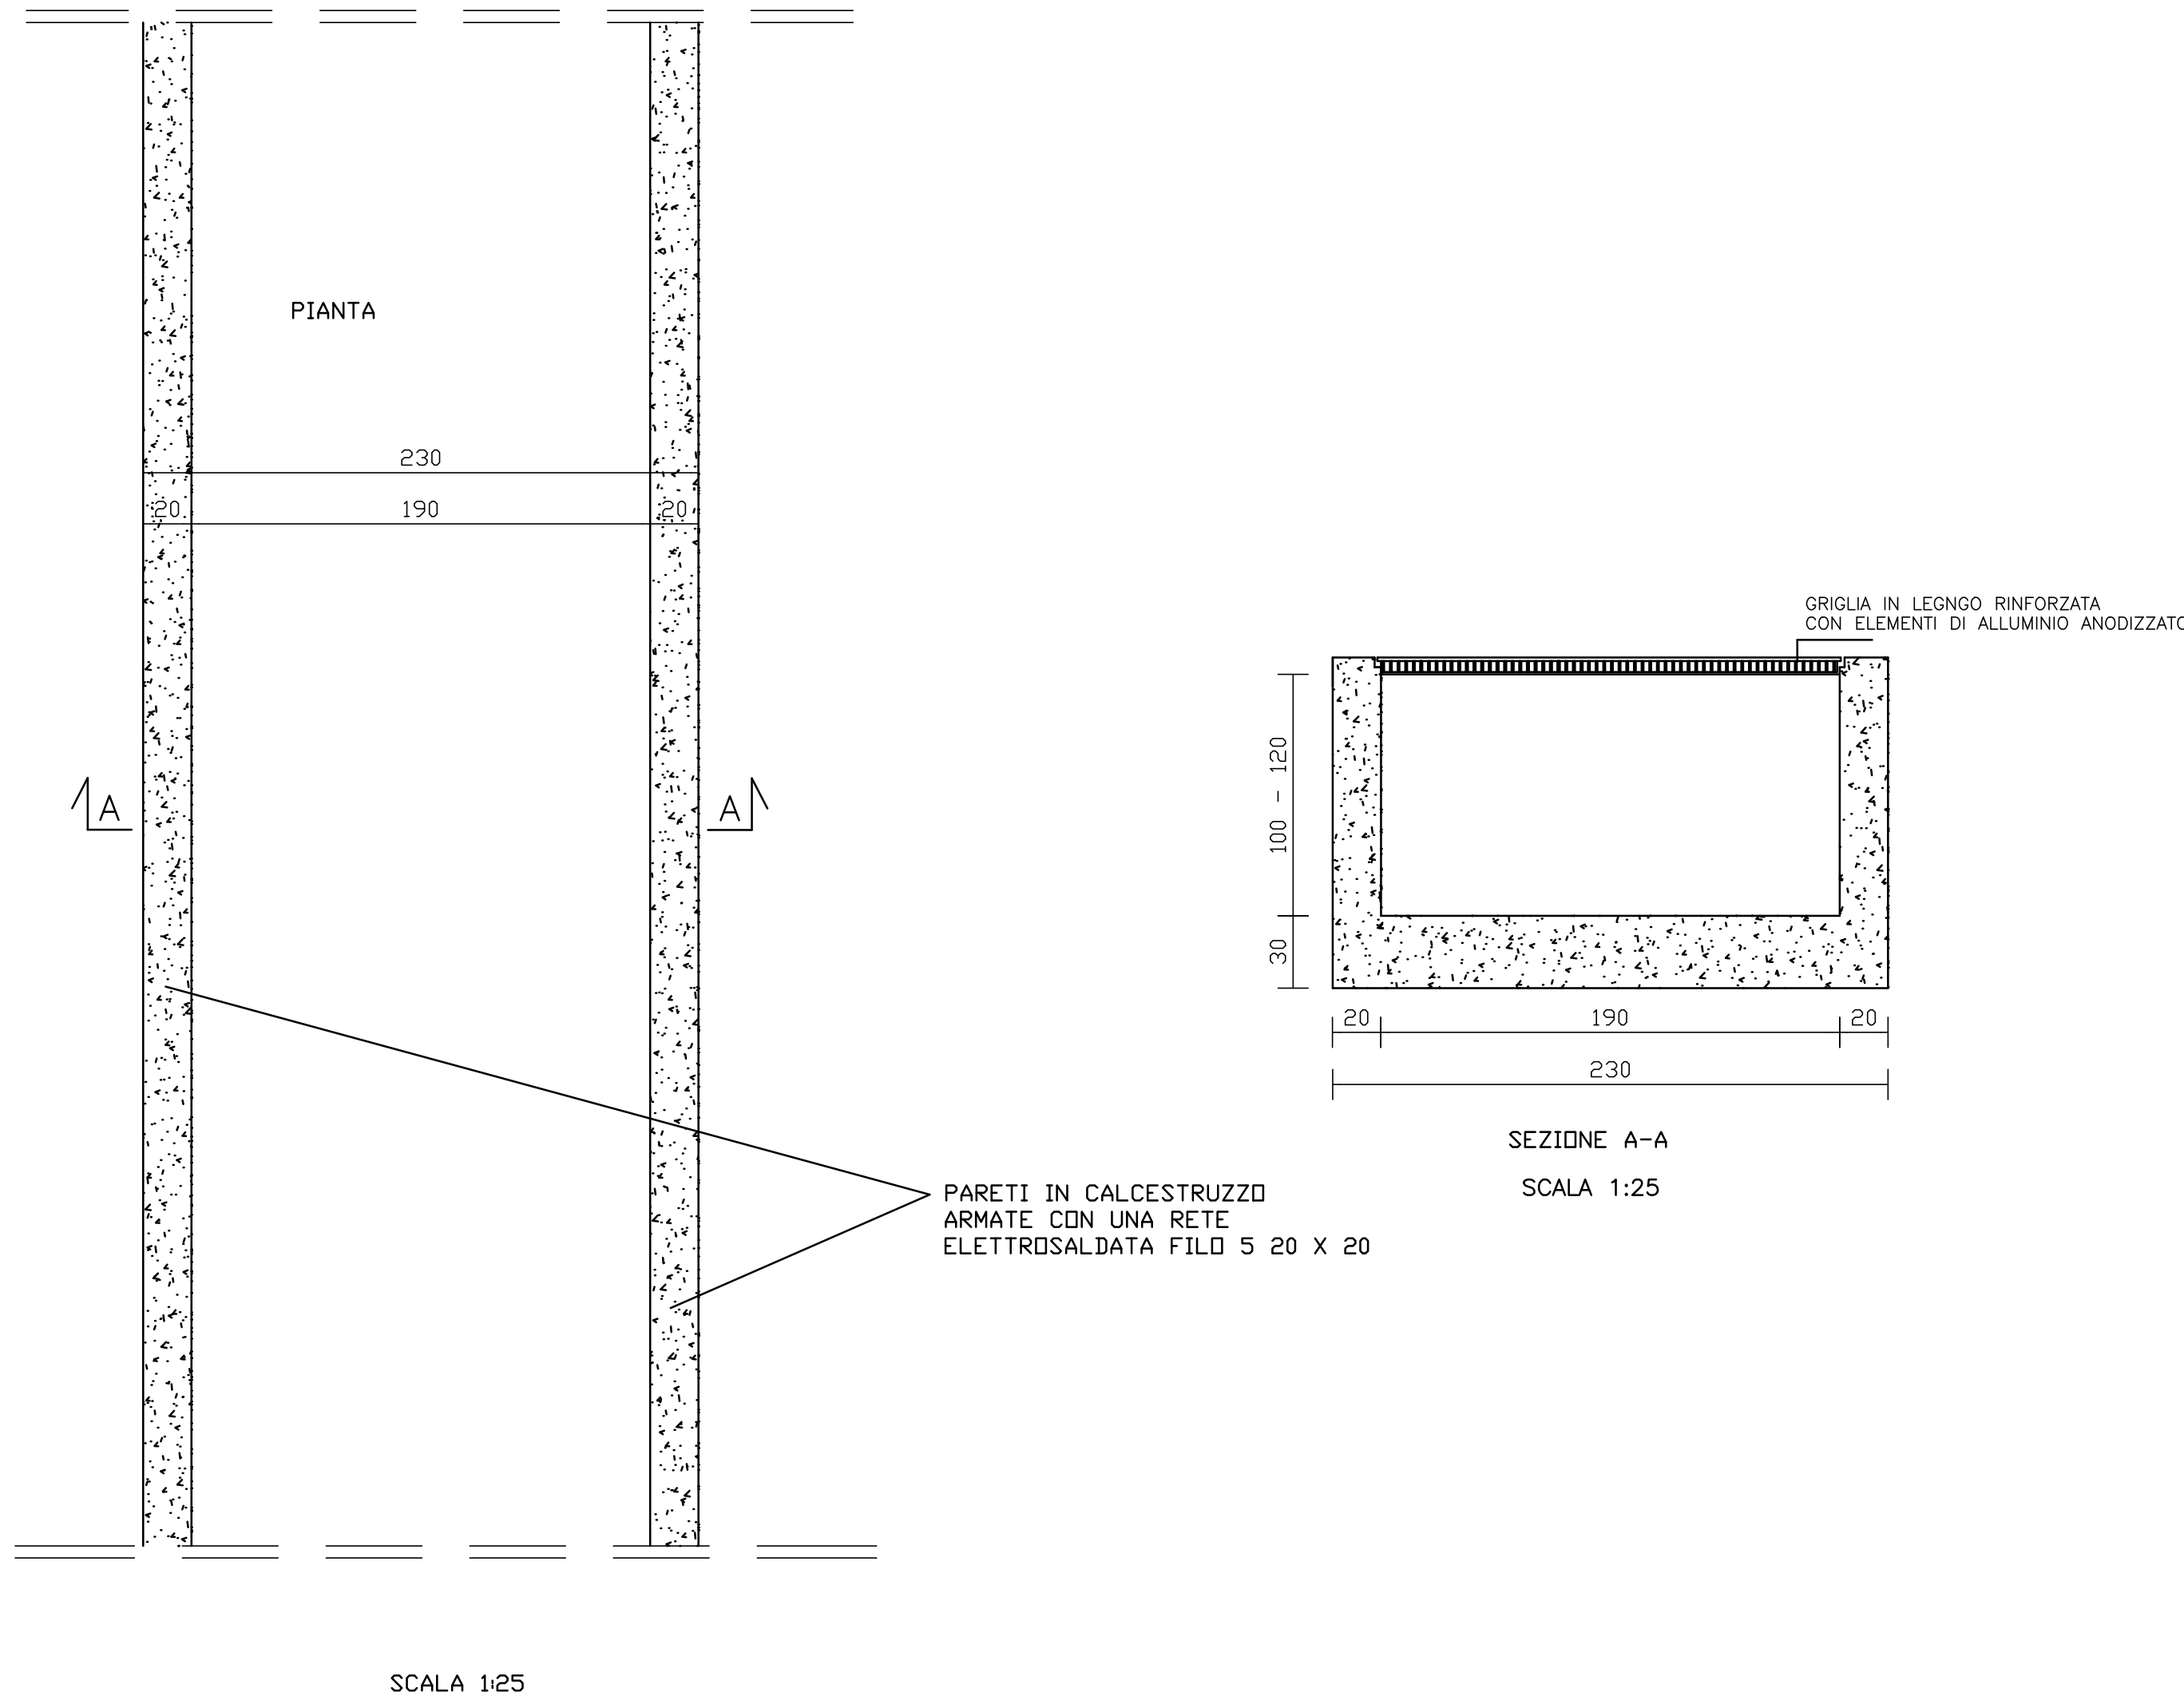 PIANTA
230
20 190 20
A A
PARETI IN CALCESTRUZZO
ARMATE CON UNA RETE
ELETTROSALDATA FILO 5 20 X 20
SCALA 1:25
GRIGLIA IN LEGNGO RINFORZATA
CON ELEMENTI DI ALLUMINIO ANODIZZATO
100 - 120
30
20 190 20
230
SEZIONE A-A
SCALA 1:25